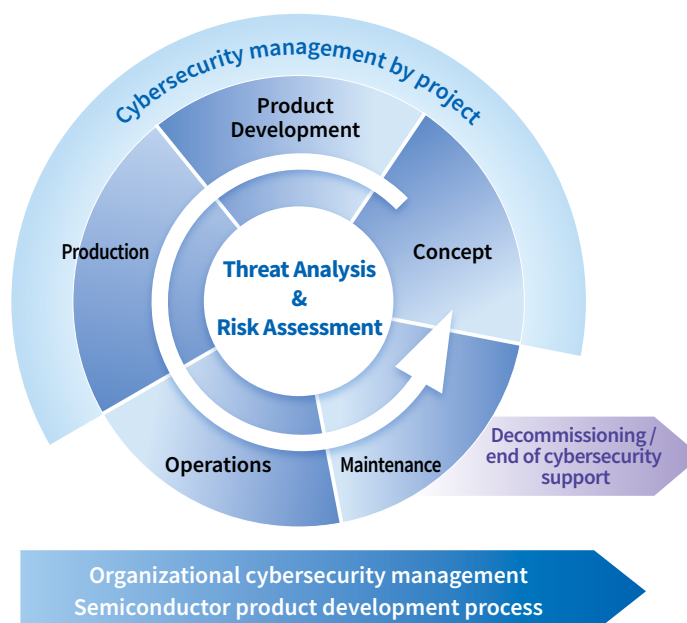 Cybersecurity management by project
Product
Development
Concept
Production
Threat Analysis
&
Risk Assessment
Operations
Maintenance
Decommissioning /
end of cybersecurity
support
Organizational cybersecurity management
Semiconductor product development process